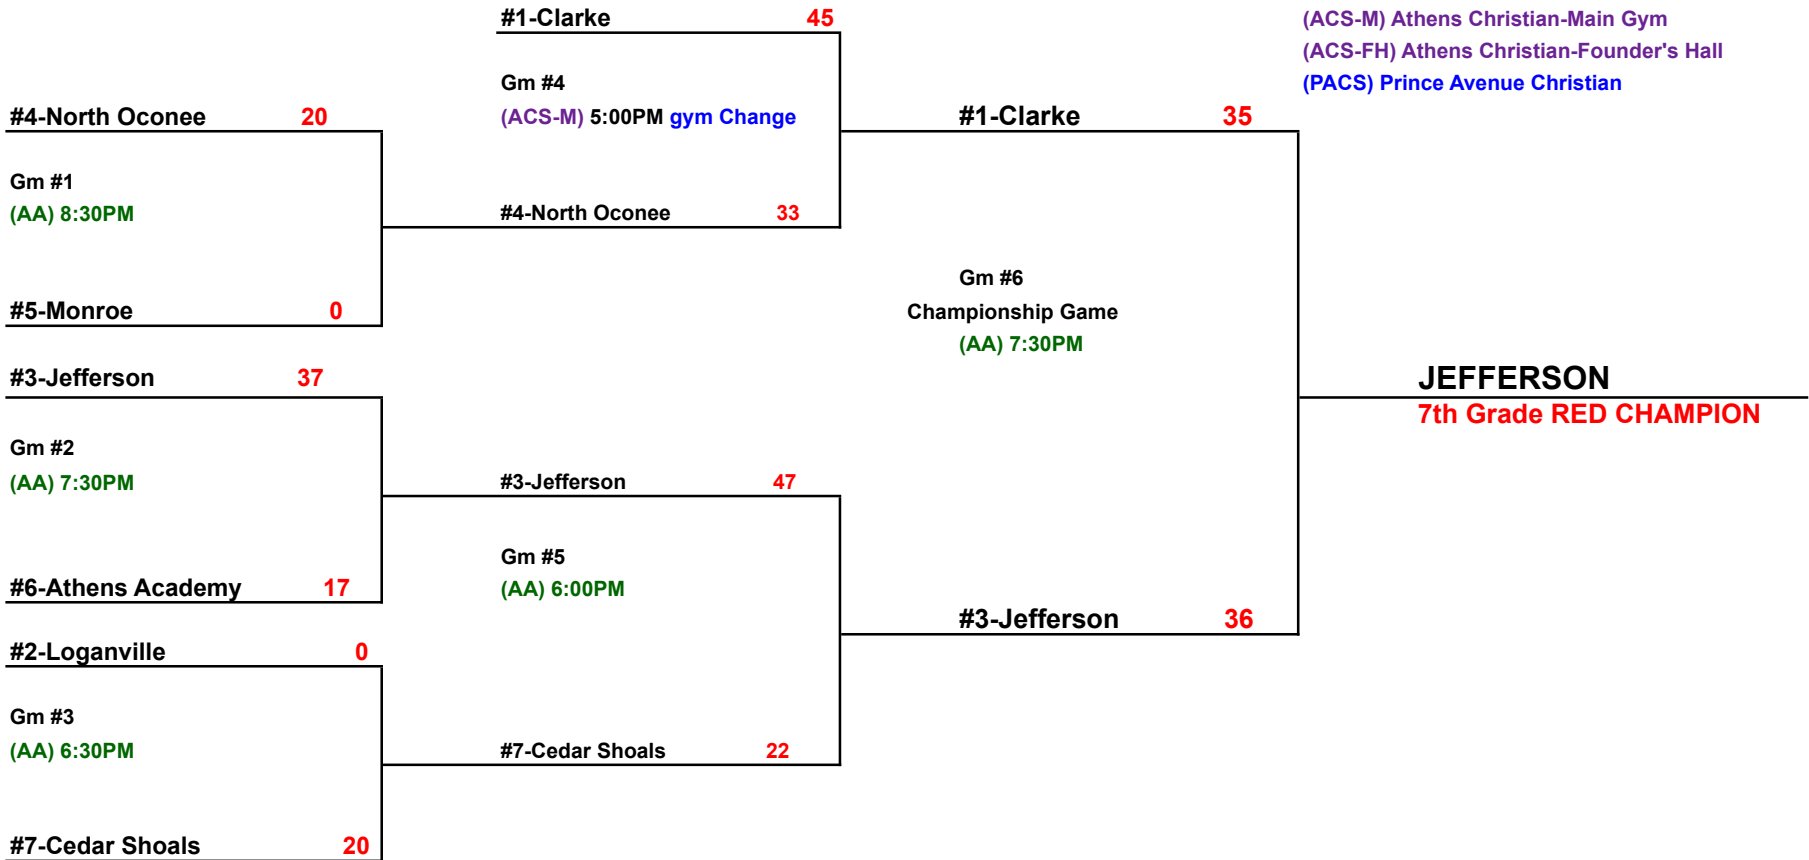 #1-Clarke 45
(ACS-M) Athens Christian-Main Gym
(ACS-FH) Athens Christian-Founder's Hall
Gm #4
(PACS) Prince Avenue Christian
#4-North Oconee 20
(ACS-M) 5:00PM gym Change
#1-Clarke 35
Gm #1
(AA) 8:30PM
#4-North Oconee 33
Gm #6
#5-Monroe 0
Championship Game
(AA) 7:30PM
#3-Jefferson 37
JEFFERSON
7th Grade RED CHAMPION
Gm #2
(AA) 7:30PM
#3-Jefferson 47
Gm #5
#6-Athens Academy 17
(AA) 6:00PM
#3-Jefferson 36
#2-Loganville 0
Gm #3
(AA) 6:30PM
#7-Cedar Shoals 22
#7-Cedar Shoals 20